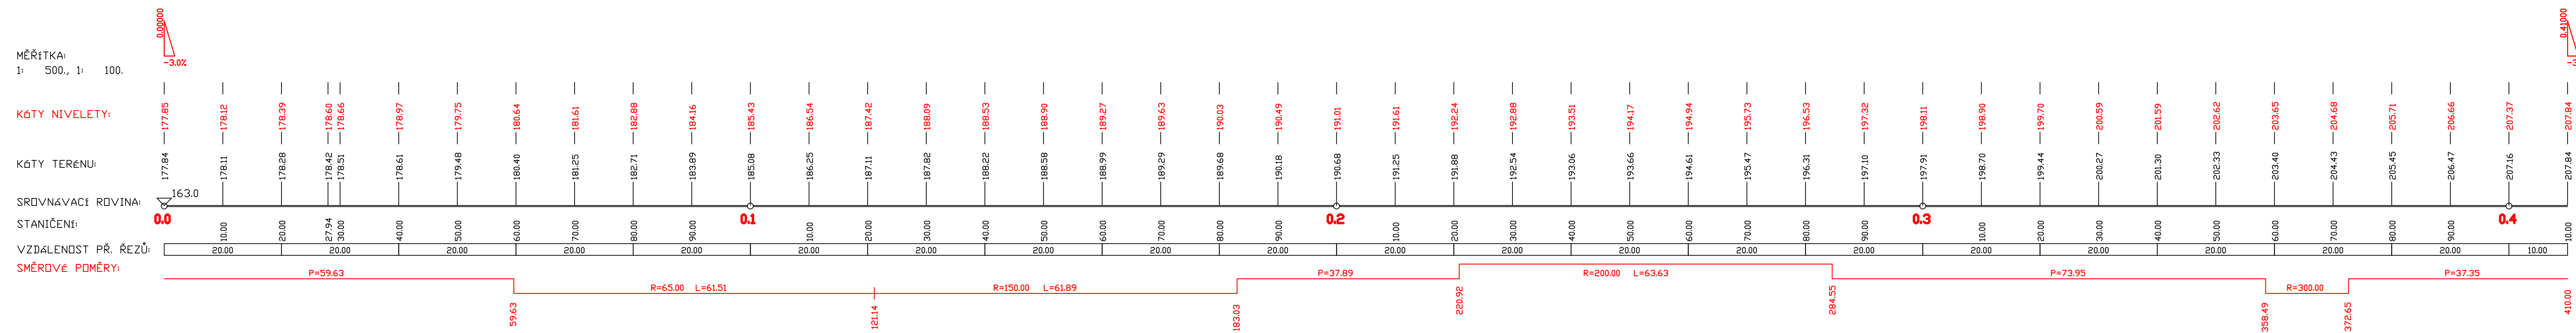 0.00000 0.41000
-3.0%
MĚŘíTKA:
1: 500., 1: 100.
KóTY NIVELETY: 177.85 178.12 178.39 178.60 178.66 178.97 179.75 180.64 181.61 182.88 184.16 185.43 186.54 187.42 188.09 188.53 188.90 189.27 189.63 190.03 190.49 191.01 191.61 192.24 192.88 193.51 194.17 194.94 195.73 196.53 197.32 198.11 198.90 199.70 200.59 201.59 202.62 203.65 204.68 205.71 206.66 207.37 207.84
KóTY TERéNU: 177.84 178.11 178.28 178.42 178.51 178.61 179.48 180.40 181.25 182.71 183.89 185.08 186.25 187.11 187.82 188.22 188.58 188.99 189.29 189.68 190.18 190.68 191.25 191.88 192.54 193.06 193.66 194.61 195.47 196.31 197.10 197.91 198.70 199.44 200.27 201.30 202.33 203.40 204.43 205.45 206.47 207.16 207.84
SROVNáVACí ROVINA: 163.0
0.0 0.1 0.2 0.3 0.4
STANIČENí: 10.00 20.00 27.94 30.00 40.00 50.00 60.00 70.00 80.00 90.00 10.00 20.00 30.00 40.00 50.00 60.00 70.00 80.00 90.00 10.00 20.00 30.00 40.00 50.00 60.00 70.00 80.00 90.00 10.00 20.00 30.00 40.00 50.00 60.00 70.00 80.00 90.00 10.00
VZDáLENOST PŘ. ŘEZŮ: 20.00 20.00 20.00 20.00 20.00 20.00 20.00 20.00 20.00 20.00 20.00 20.00 20.00 20.00 20.00 20.00 20.00 20.00 20.00 20.00 10.00
SMĚROVé POMĚRY: P=59.63 P=37.89 R=200.00 L=63.63 P=73.95 P=37.35
R=65.00 L=61.51 R=150.00 L=61.89 R=300.00
59.63 121.14 183.03 220.92 284.55 358.49 372.65 410.00